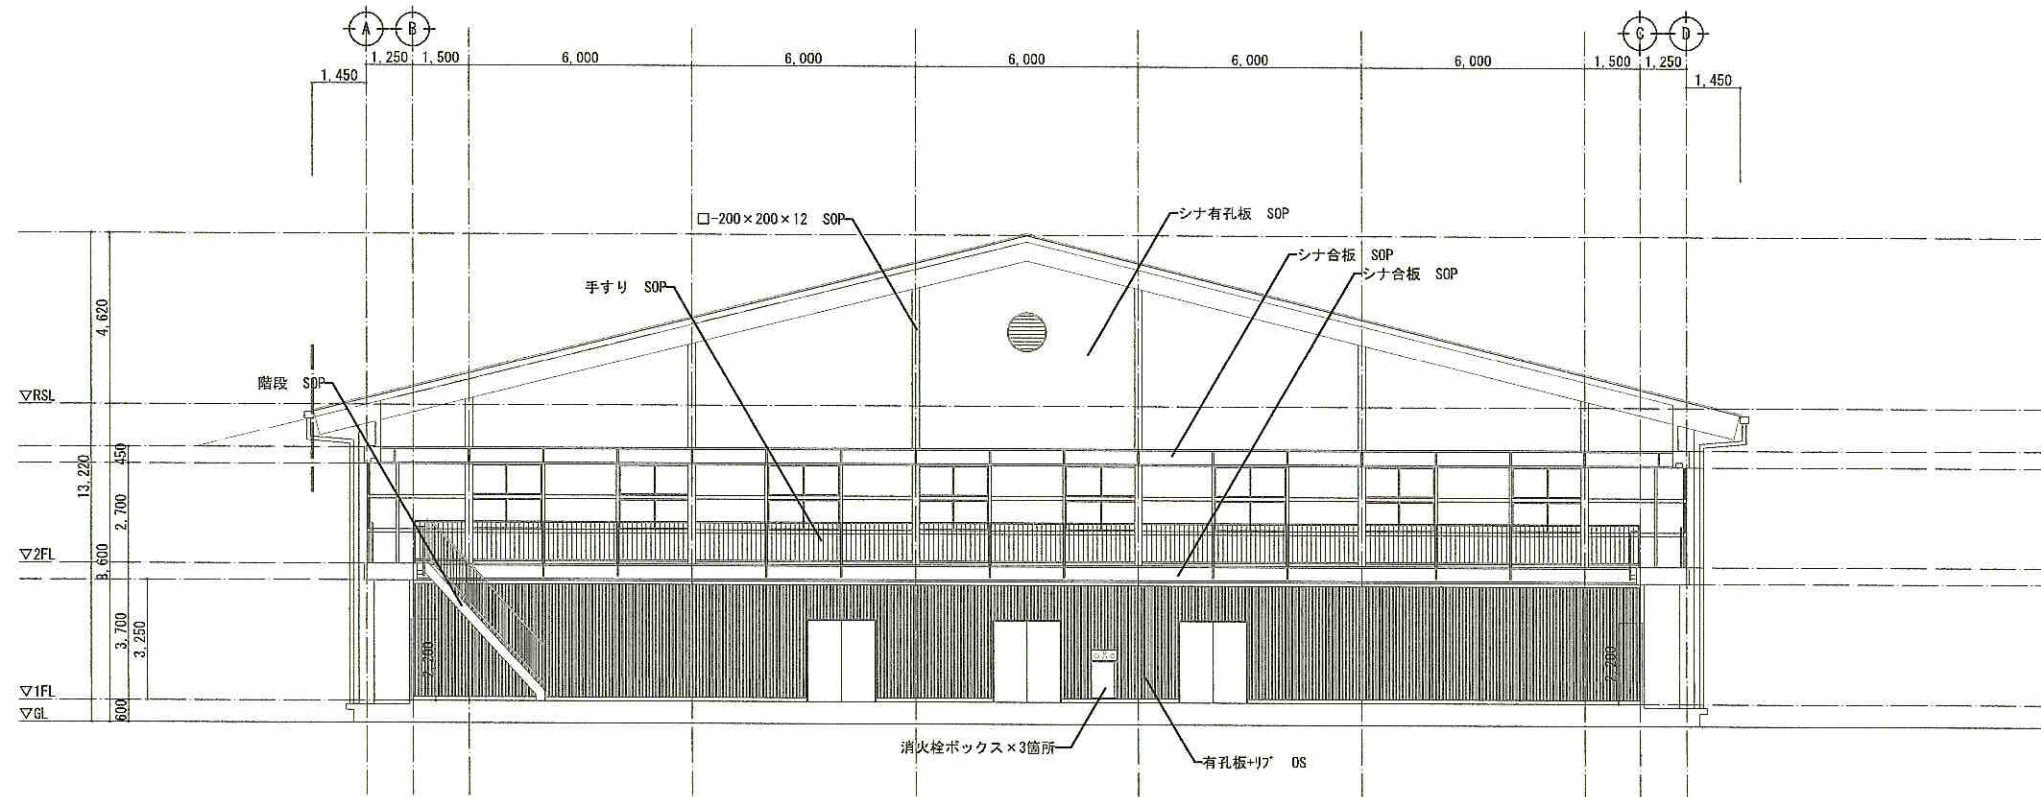 A B C D
1,250 1,500 6,000 6,000 6,000 6,000 6,000 1,500 1,250
1,450 1,450
□-200×200×12 SOP
シナ有孔板 SOP
シナ合板 SOP
シナ合板 SOP
手すり SOP
階段 SOP
4,620
▽RSL
450
13,220
2,700
▽2FL
8,600
3,700
3,250
2,200
2,200
▽1FL
600
▽GL
消火栓ボックス×3箇所
有孔板+リブ OS